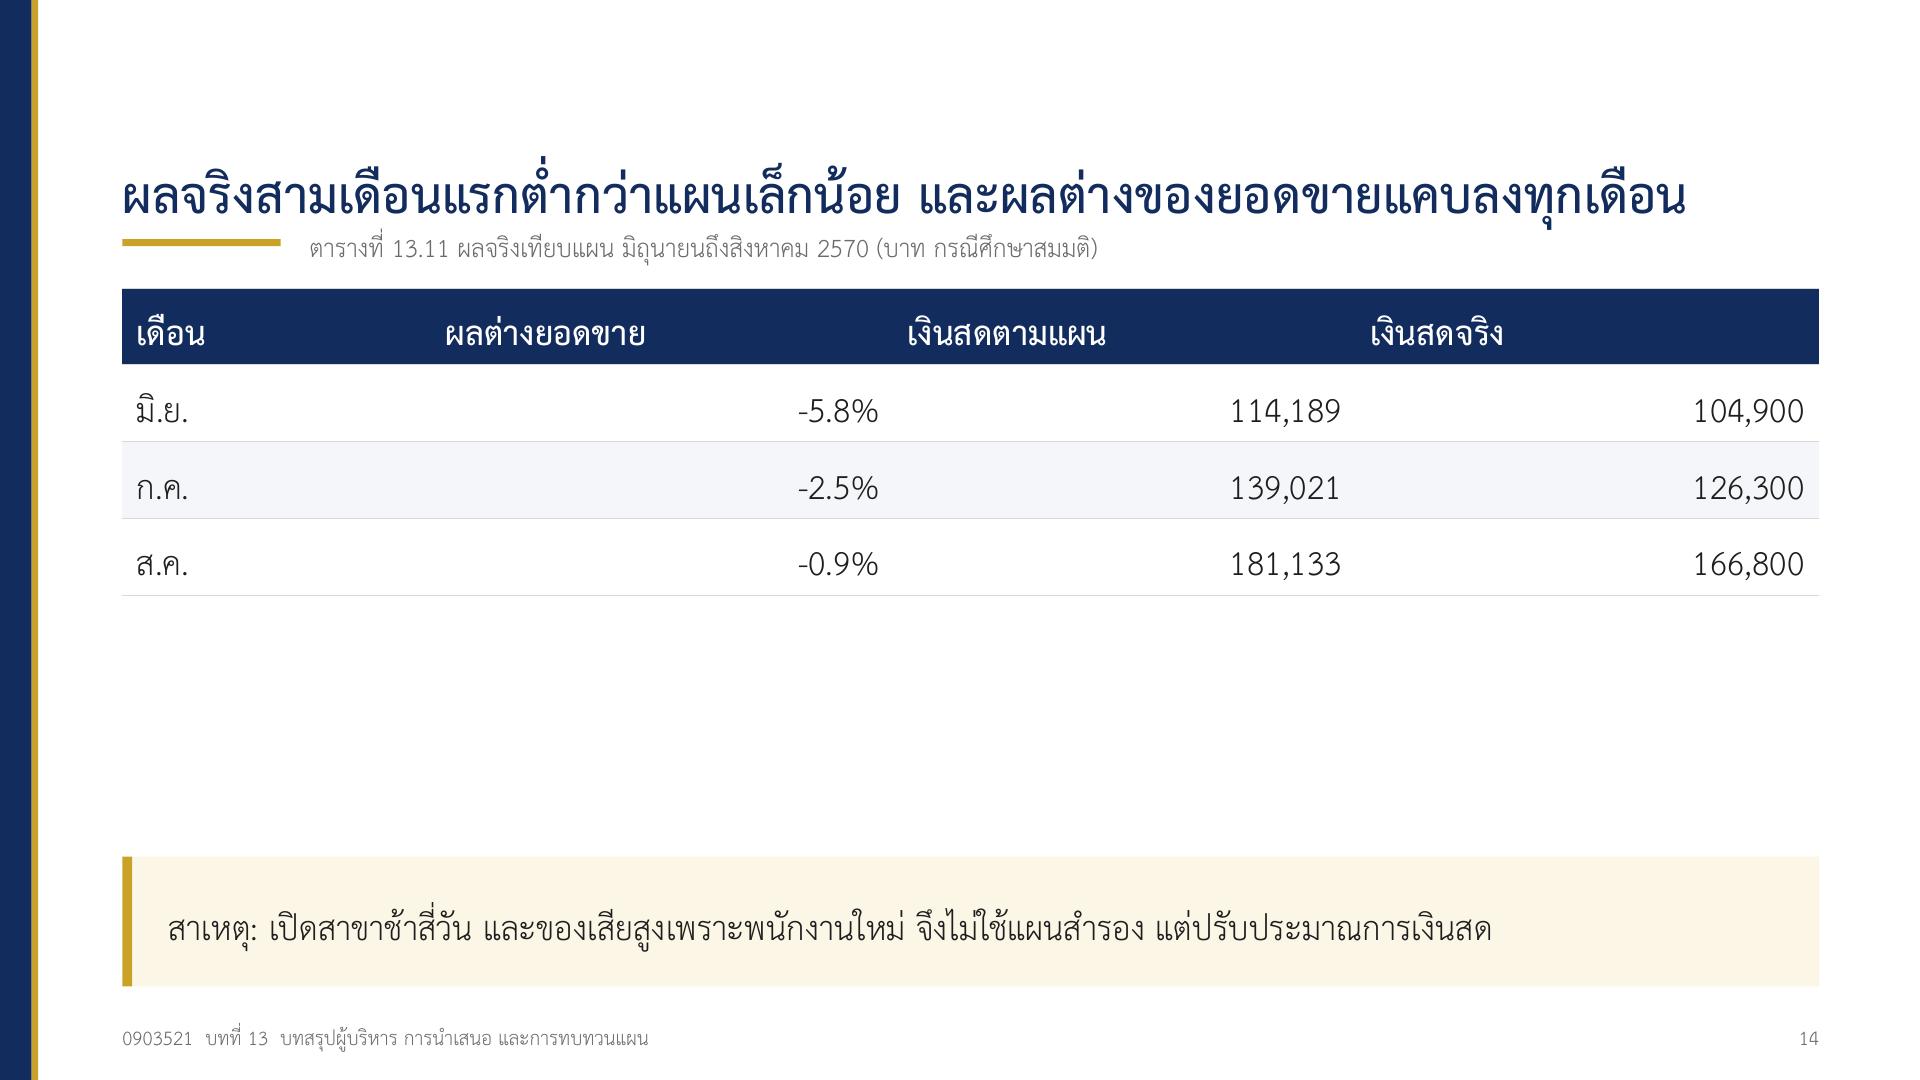 ผลจริงสามเดือนแรกต่ำกว่าแผนเล็กน้อย และผลต่างของยอดขายแคบลงทุกเดือน
ตารางที่ 13.11 ผลจริงเทียบแผน มิถุนายนถึงสิงหาคม 2570 (บาท กรณีศึกษาสมมติ)
เดือน ผลต่างยอดขาย เงินสดตามแผน เงินสดจริง
มิ.ย. -5.8% 114,189 104,900
ก.ค. -2.5% 139,021 126,300
ส.ค. -0.9% 181,133 166,800
สาเหตุ: เปิดสาขาช้าสี่วัน และของเสียสูงเพราะพนักงานใหม่ จึงไม่ใช้แผนสำรอง แต่ปรับประมาณการเงินสด
0903521 บทที่ 13 บทสรุปผู้บริหาร การนำเสนอ และการทบทวนแผน 14